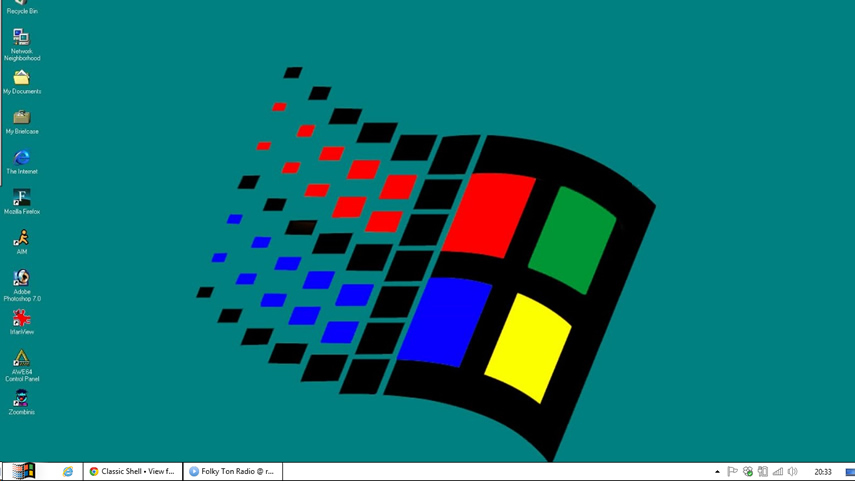 Recycle Bin
Network
Neighborhood
My Documents
My Briefcase
The Internet
Mozilla Firefox
AIM
Adobe
Photoshop 7.0
IrfanView
AWE64
Control Panel
Zoombinis
Classic Shell • View f...
Folky Ton Radio @ r...
20:33